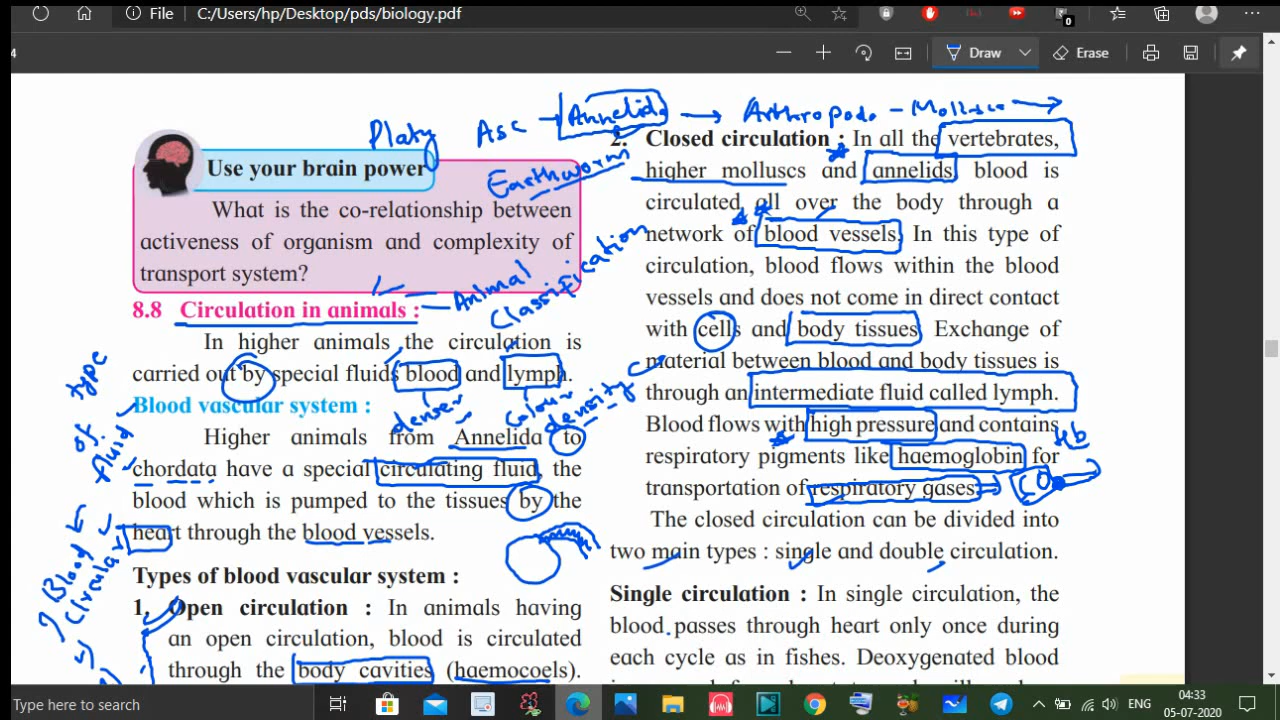 File
C:/Users/hp/Desktop/pds/biology.pdf
0
4
Draw
Erase
Platy Asc → Annelida → Arthropoda - Mollusca →
Earthworm
Use your brain power
What is the co-relationship between
activeness of organism and complexity of
transport system?
8.8 Circulation in animals :
Animal
Classification
In higher animals the circulation is
carried out by special fluids blood and lymph.
denser
Colour
density
Blood vascular system :
type
of
fluid
Higher animals from Annelida to
chordata have a special circulating fluid, the
blood which is pumped to the tissues by the
heart through the blood vessels.
Blood
Types of blood vascular system :
1. Open circulation : In animals having
an open circulation, blood is circulated
through the body cavities (haemocoels).
2. Closed circulation : In all the vertebrates,
higher molluscs and annelids blood is
circulated all over the body through a
network of blood vessels. In this type of
circulation, blood flows within the blood
vessels and does not come in direct contact
with cells and body tissues. Exchange of
material between blood and body tissues is
through an intermediate fluid called lymph.
Blood flows with high pressure and contains
Hb
respiratory pigments like haemoglobin for
transportation of respiratory gases.
The closed circulation can be divided into
two main types : single and double circulation.
Single circulation : In single circulation, the
blood passes through heart only once during
each cycle as in fishes. Deoxygenated blood
Type here to search
ENG
04:33
05-07-2020